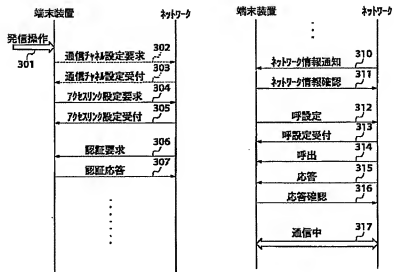 端末装置
ネットワーク
発信操作
301
302
通信チャネル設定要求
303
通信チャネル設定受付
304
アクセスリンク設定要求
305
アクセスリンク設定受付
306
認証要求
307
認証応答
端末装置
ネットワーク
310
ネットワーク情報通知
311
ネットワーク情報確認
312
呼設定
313
呼設定受付
314
呼出
315
応答
316
応答確認
317
通信中